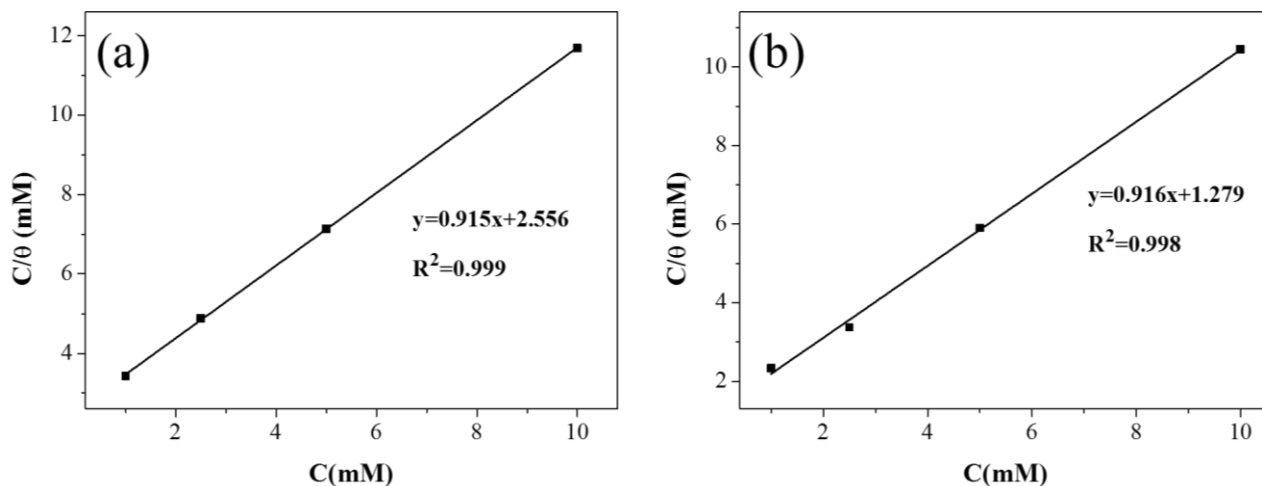 (a)
12
10
8
6
4
C/θ (mM)
y=0.915x+2.556
R²=0.999
2 4 6 8 10
C(mM)
(b)
10
8
6
4
2
C/θ (mM)
y=0.916x+1.279
R²=0.998
2 4 6 8 10
C(mM)